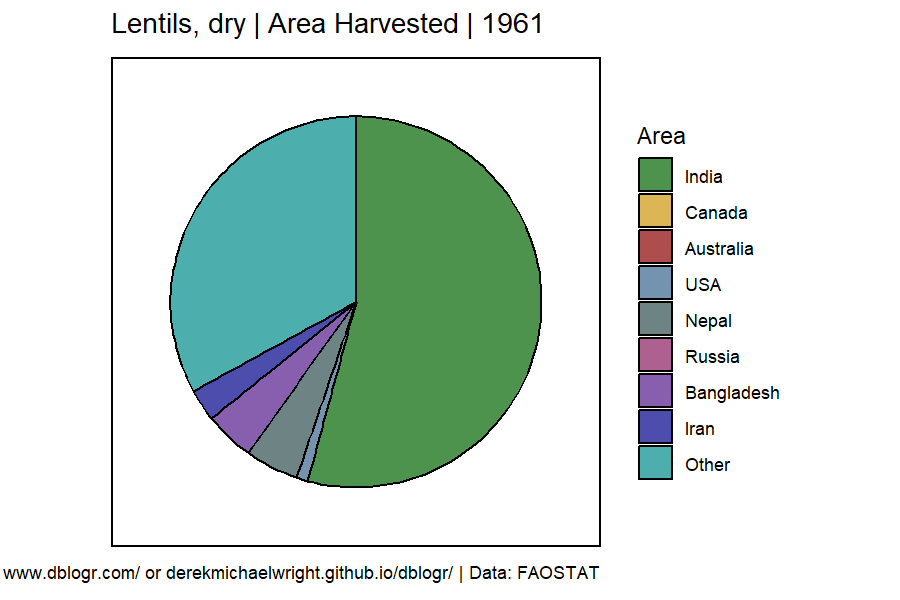 Lentils, dry | Area Harvested | 1961
Area
India
Canada
Australia
USA
Nepal
Russia
Bangladesh
Iran
Other
www.dblogr.com/ or derekmichaelwright.github.io/dblogr/ | Data: FAOSTAT